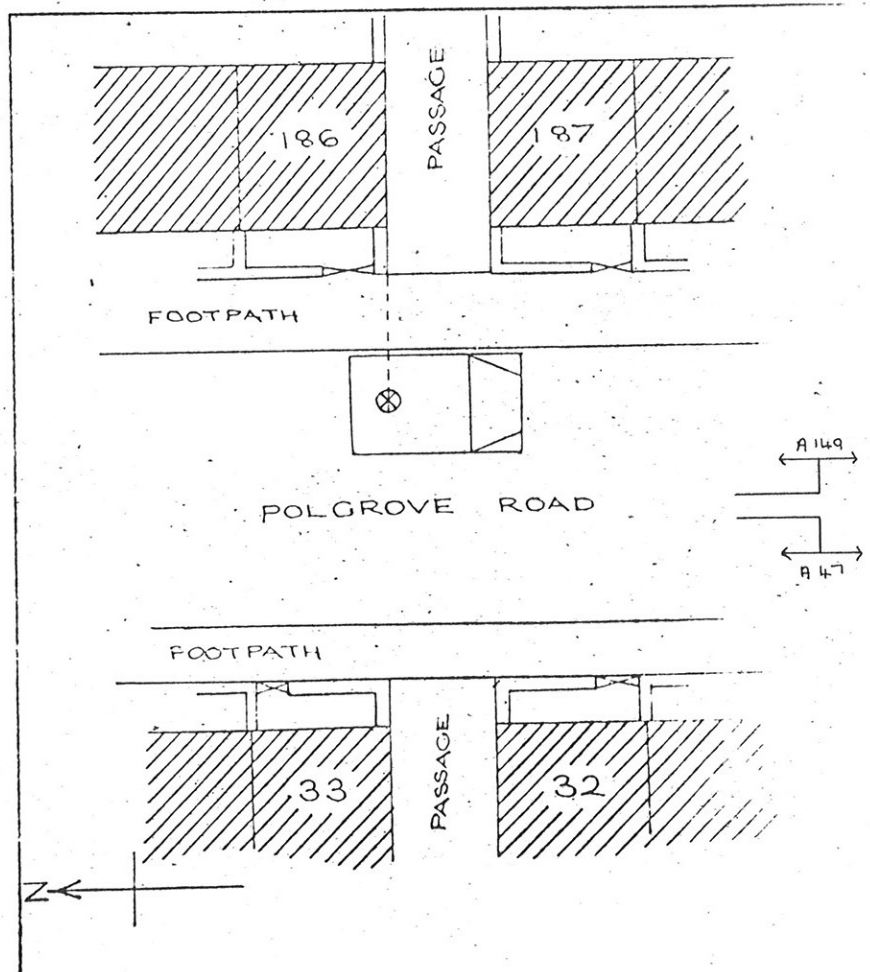 PASSAGE
186
187
FOOTPATH
A 149
POLGROVE ROAD
A 47
FOOTPATH
33
PASSAGE
32
N